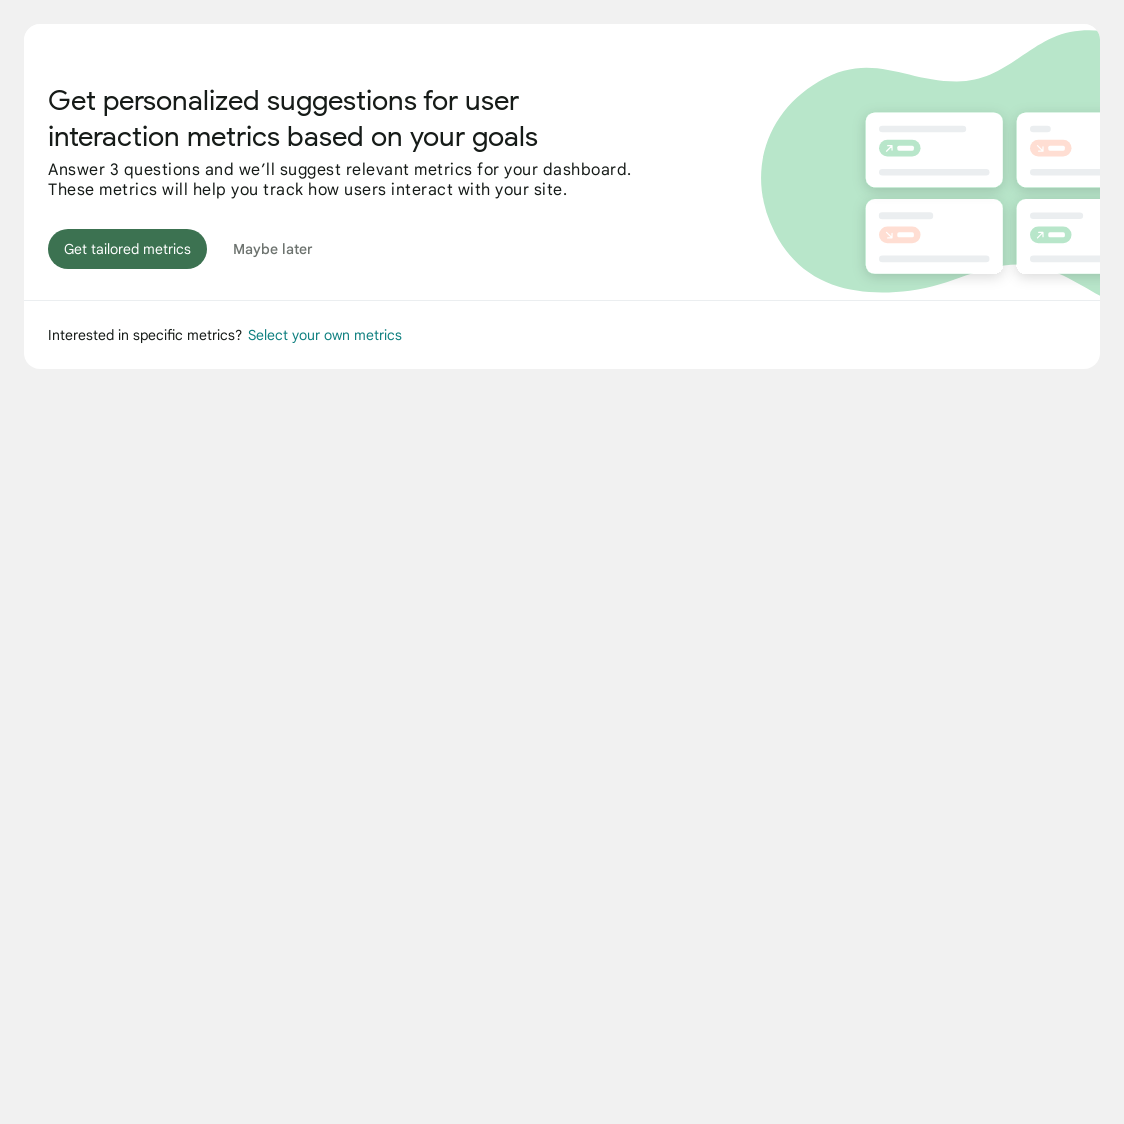 Get personalized suggestions for user
interaction metrics based on your goals
Answer 3 questions and we’ll suggest relevant metrics for your dashboard.
These metrics will help you track how users interact with your site.
Get tailored metrics
Maybe later
Interested in specific metrics? Select your own metrics